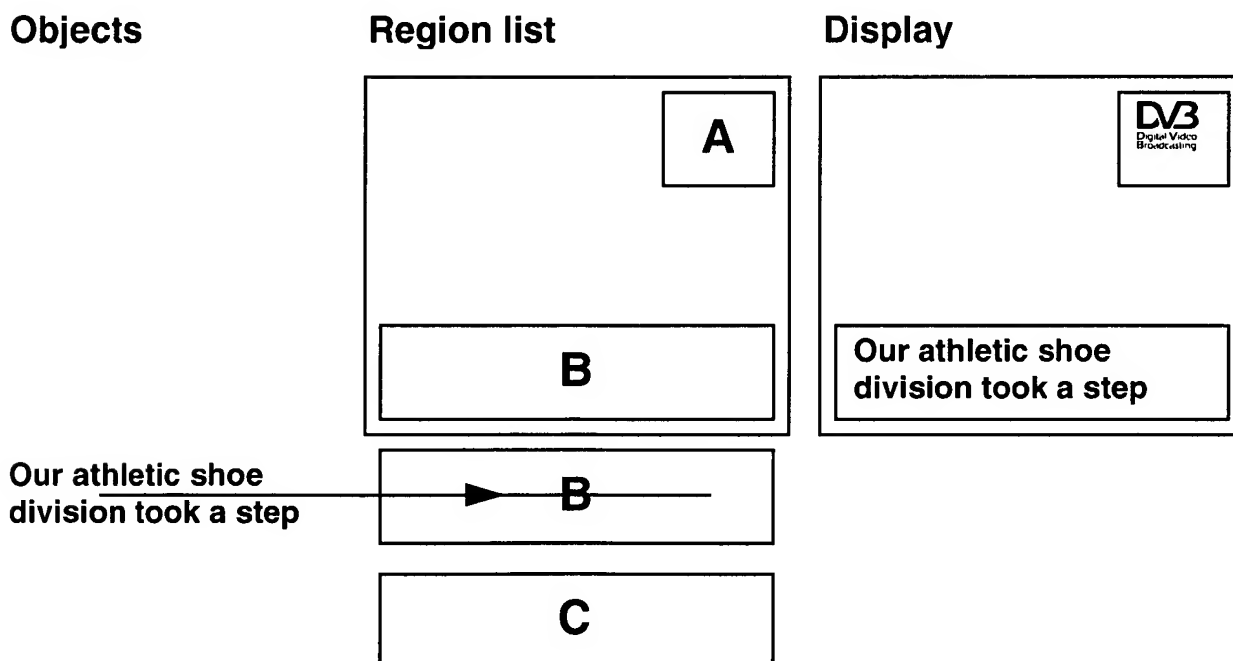 Objects
Region list
Display
A
DVB
Digital Video
Broadcasting
B
Our athletic shoe
division took a step
Our athletic shoe
division took a step
B
C